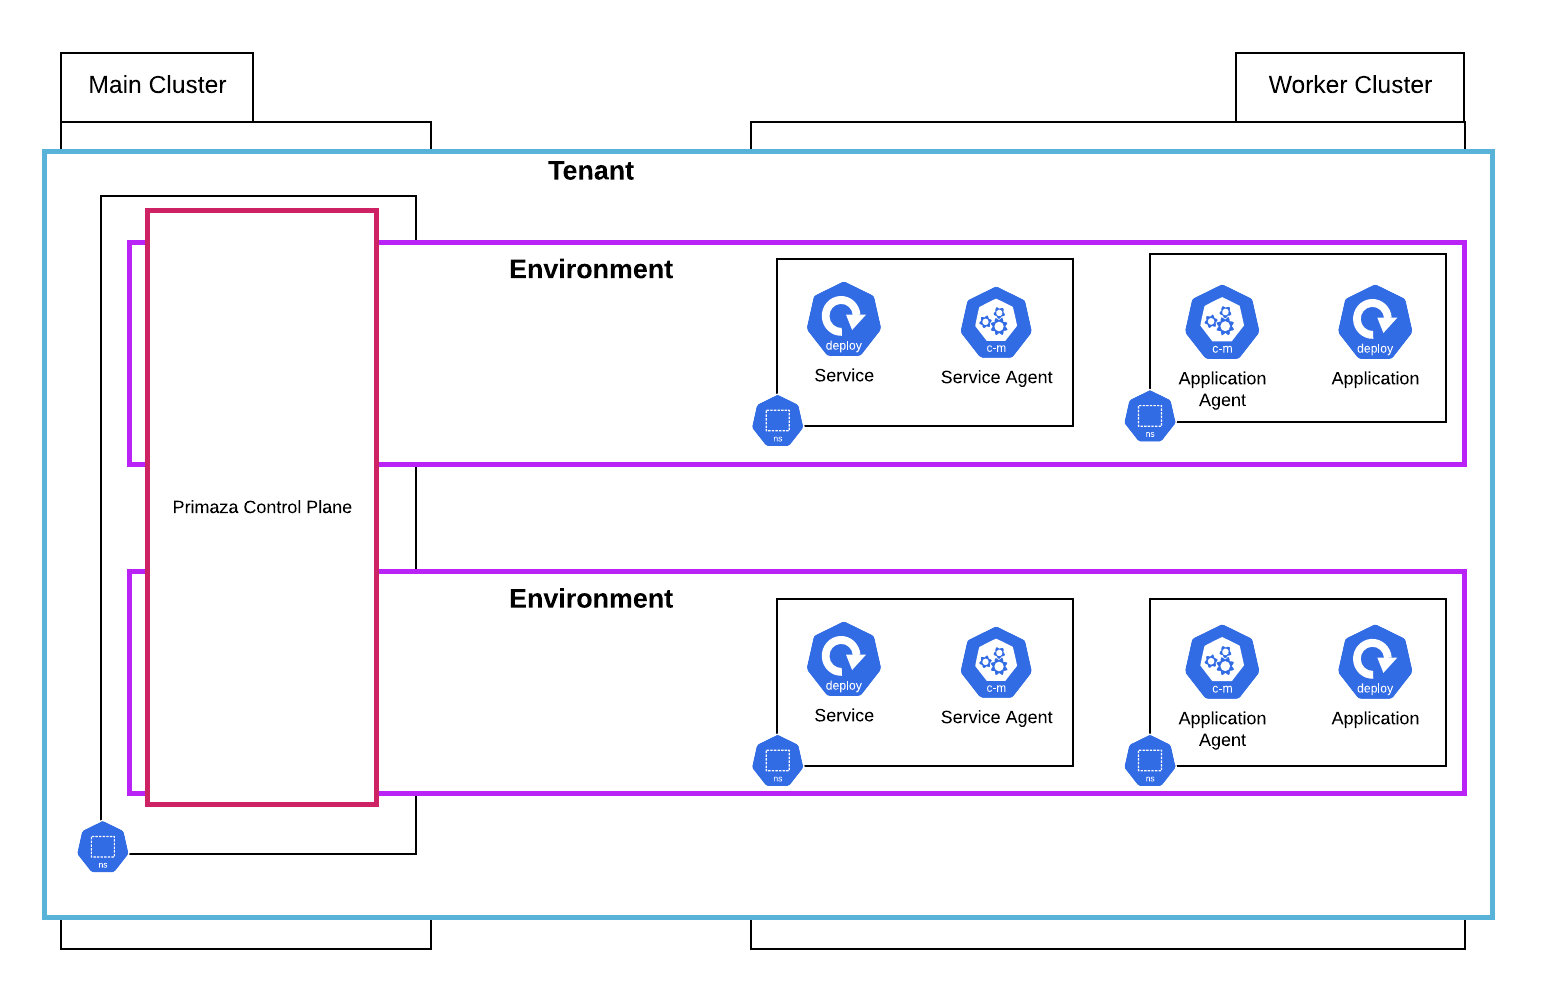 Main Cluster
Worker Cluster
Tenant
Environment
deploy
Service
c-m
Service Agent
ns
c-m
Application
Agent
deploy
Application
ns
Primaza Control Plane
Environment
deploy
Service
c-m
Service Agent
ns
c-m
Application
Agent
deploy
Application
ns
ns